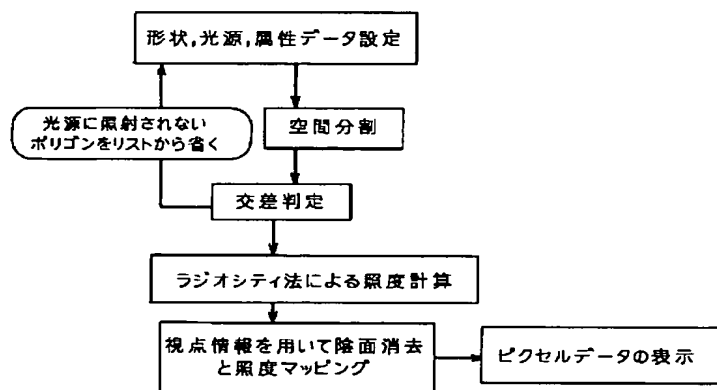 形状,光源,属性データ設定
光源に照射されない
ポリゴンをリストから省く
空間分割
交差判定
ラジオシティ法による照度計算
視点情報を用いて陰面消去
と照度マッピング
ピクセルデータの表示